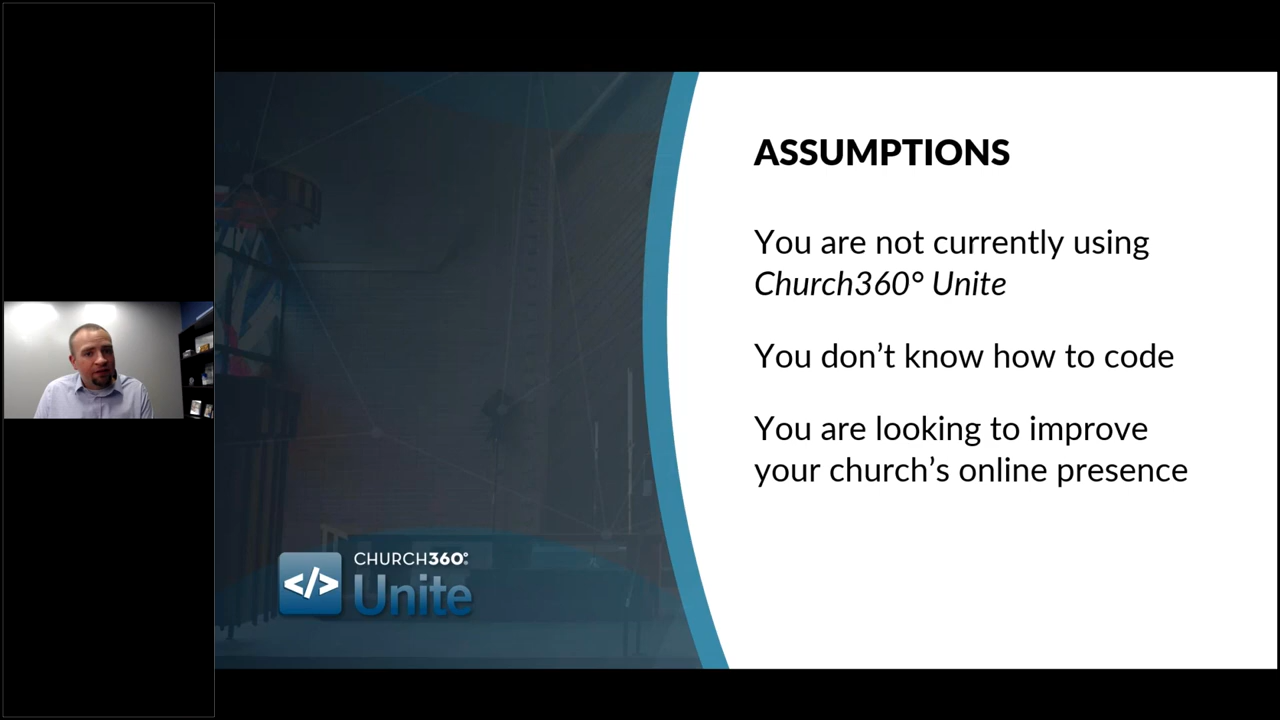 ASSUMPTIONS
You are not currently using
Church360° Unite
You don’t know how to code
You are looking to improve
your church’s online presence
</> CHURCH360°
Unite